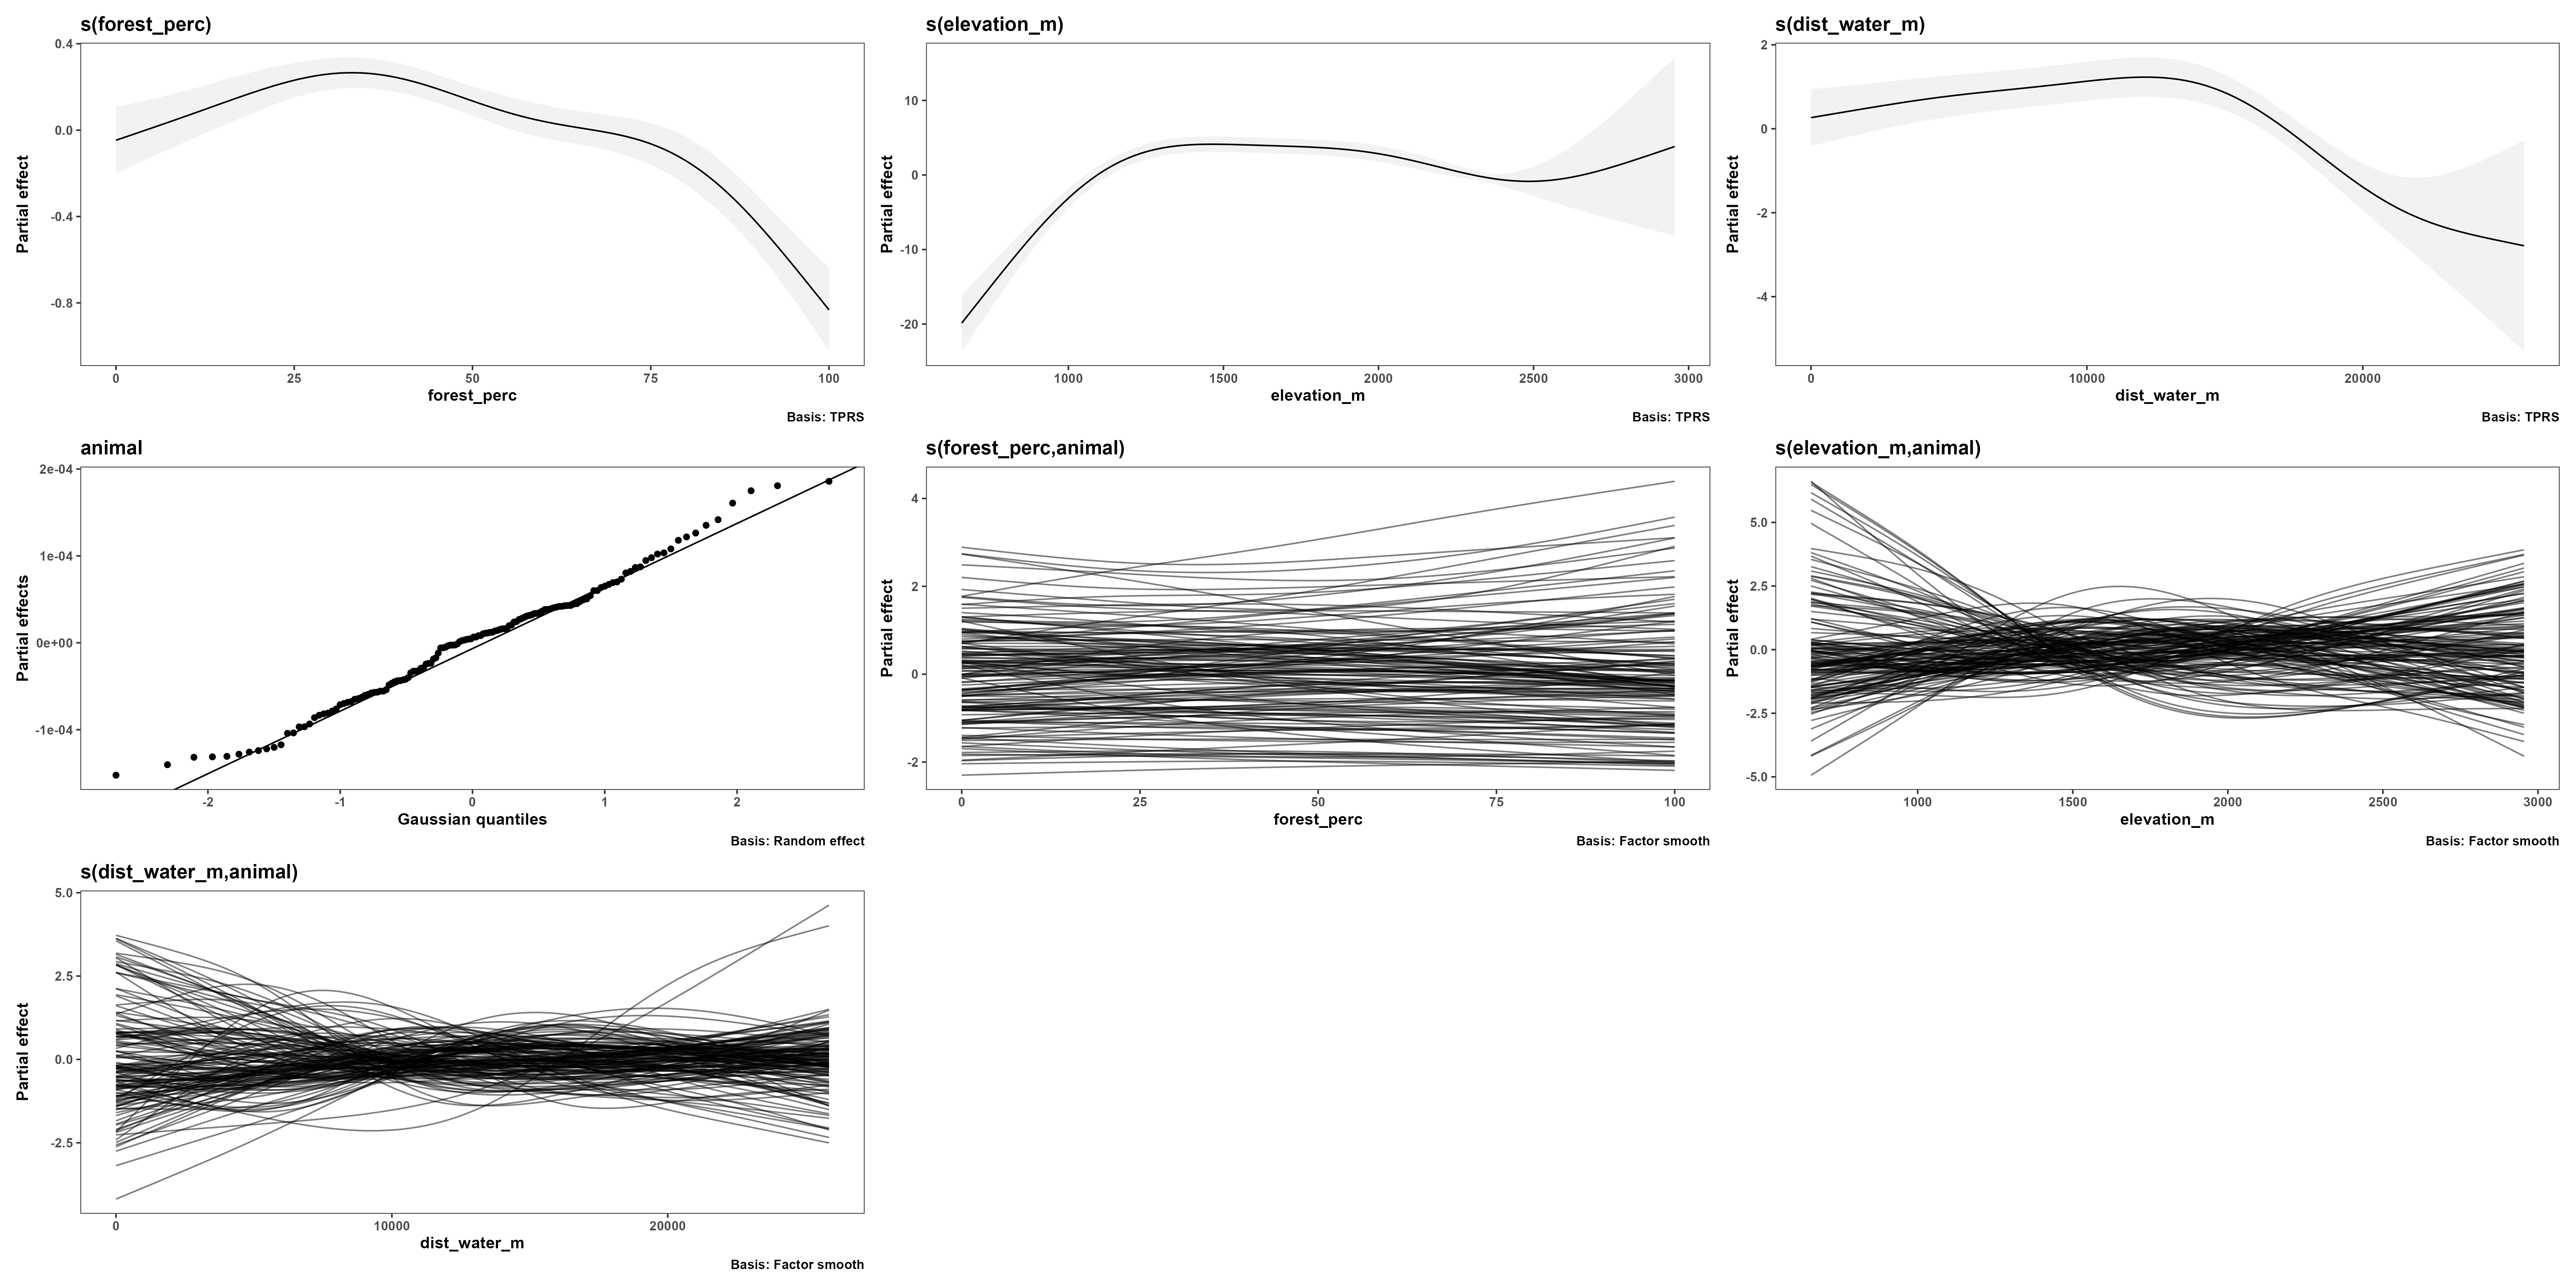 s(forest_perc)
Partial effect
0.4
0.0
-0.4
-0.8
0
25
50
75
100
forest_perc
Basis: TPRS
s(elevation_m)
Partial effect
10
0
-10
-20
1000
1500
2000
2500
3000
elevation_m
Basis: TPRS
s(dist_water_m)
Partial effect
2
0
-2
-4
0
10000
20000
dist_water_m
Basis: TPRS
animal
Partial effects
2e-04
1e-04
0e+00
-1e-04
-2
-1
0
1
2
Gaussian quantiles
Basis: Random effect
s(forest_perc,animal)
Partial effect
4
2
0
-2
0
25
50
75
100
forest_perc
Basis: Factor smooth
s(elevation_m,animal)
Partial effect
5.0
2.5
0.0
-2.5
-5.0
1000
1500
2000
2500
3000
elevation_m
Basis: Factor smooth
s(dist_water_m,animal)
Partial effect
5.0
2.5
0.0
-2.5
0
10000
20000
dist_water_m
Basis: Factor smooth